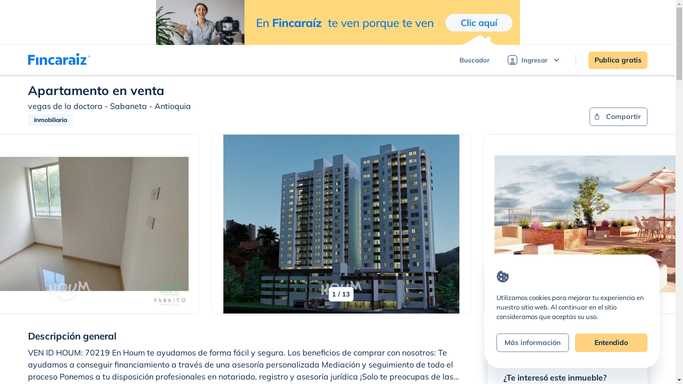 En Fincaraíz te ven porque te ven
Clic aquí
Fincaraíz
Buscador
Ingresar
Publica gratis
Apartamento en venta
vegas de la doctora - Sabaneta - Antioquia
Inmobiliaria
Compartir
HOUM
HOUM
1 / 13
Utilizamos cookies para mejorar tu experiencia en
nuestro sitio web. Al continuar en el sitio
consideramos que aceptas su uso.
Más información
Entendido
Descripción general
VEN ID HOUM: 70219 En Houm te ayudamos de forma fácil y segura. Los beneficios de comprar con nosotros: Te
ayudamos a conseguir financiamiento a través de una asesoría personalizada Mediación y seguimiento de todo el
proceso Ponemos a tu disposición profesionales en notariado, registro y asesoría jurídica ¡Solo te preocupas de las...
¿Te interesó este inmueble?